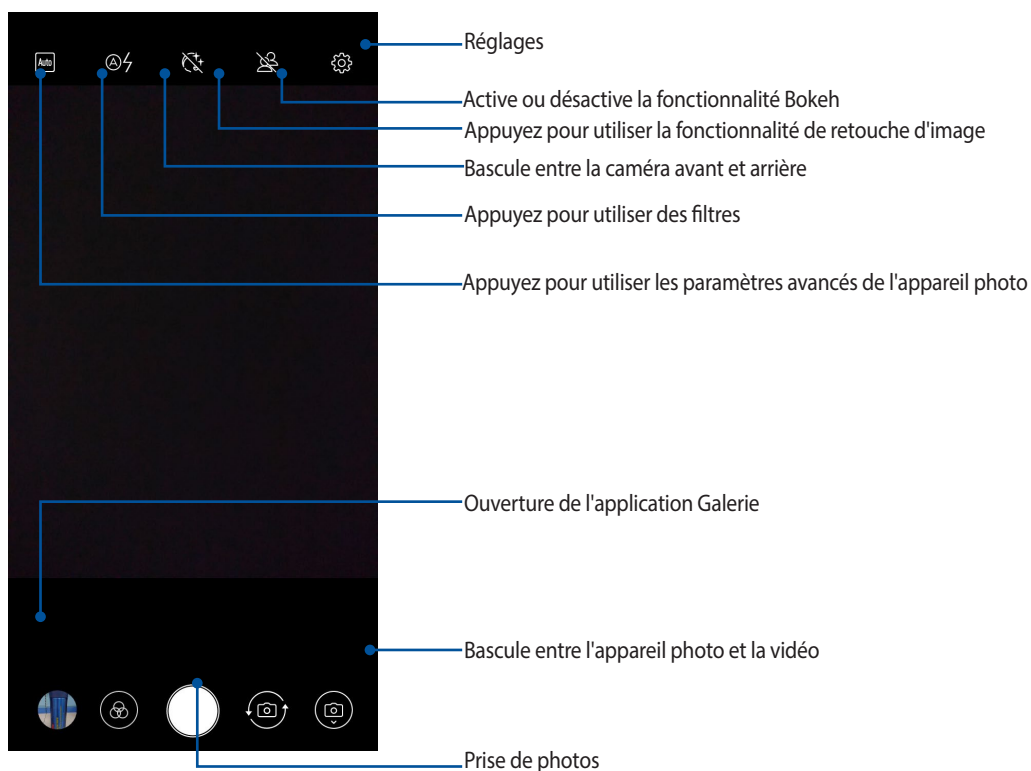 Réglages
Auto
A
Active ou désactive la fonctionnalité Bokeh
Appuyez pour utiliser la fonctionnalité de retouche d'image
Bascule entre la caméra avant et arrière
Appuyez pour utiliser des filtres
Appuyez pour utiliser les paramètres avancés de l'appareil photo
Ouverture de l'application Galerie
Bascule entre l'appareil photo et la vidéo
Prise de photos